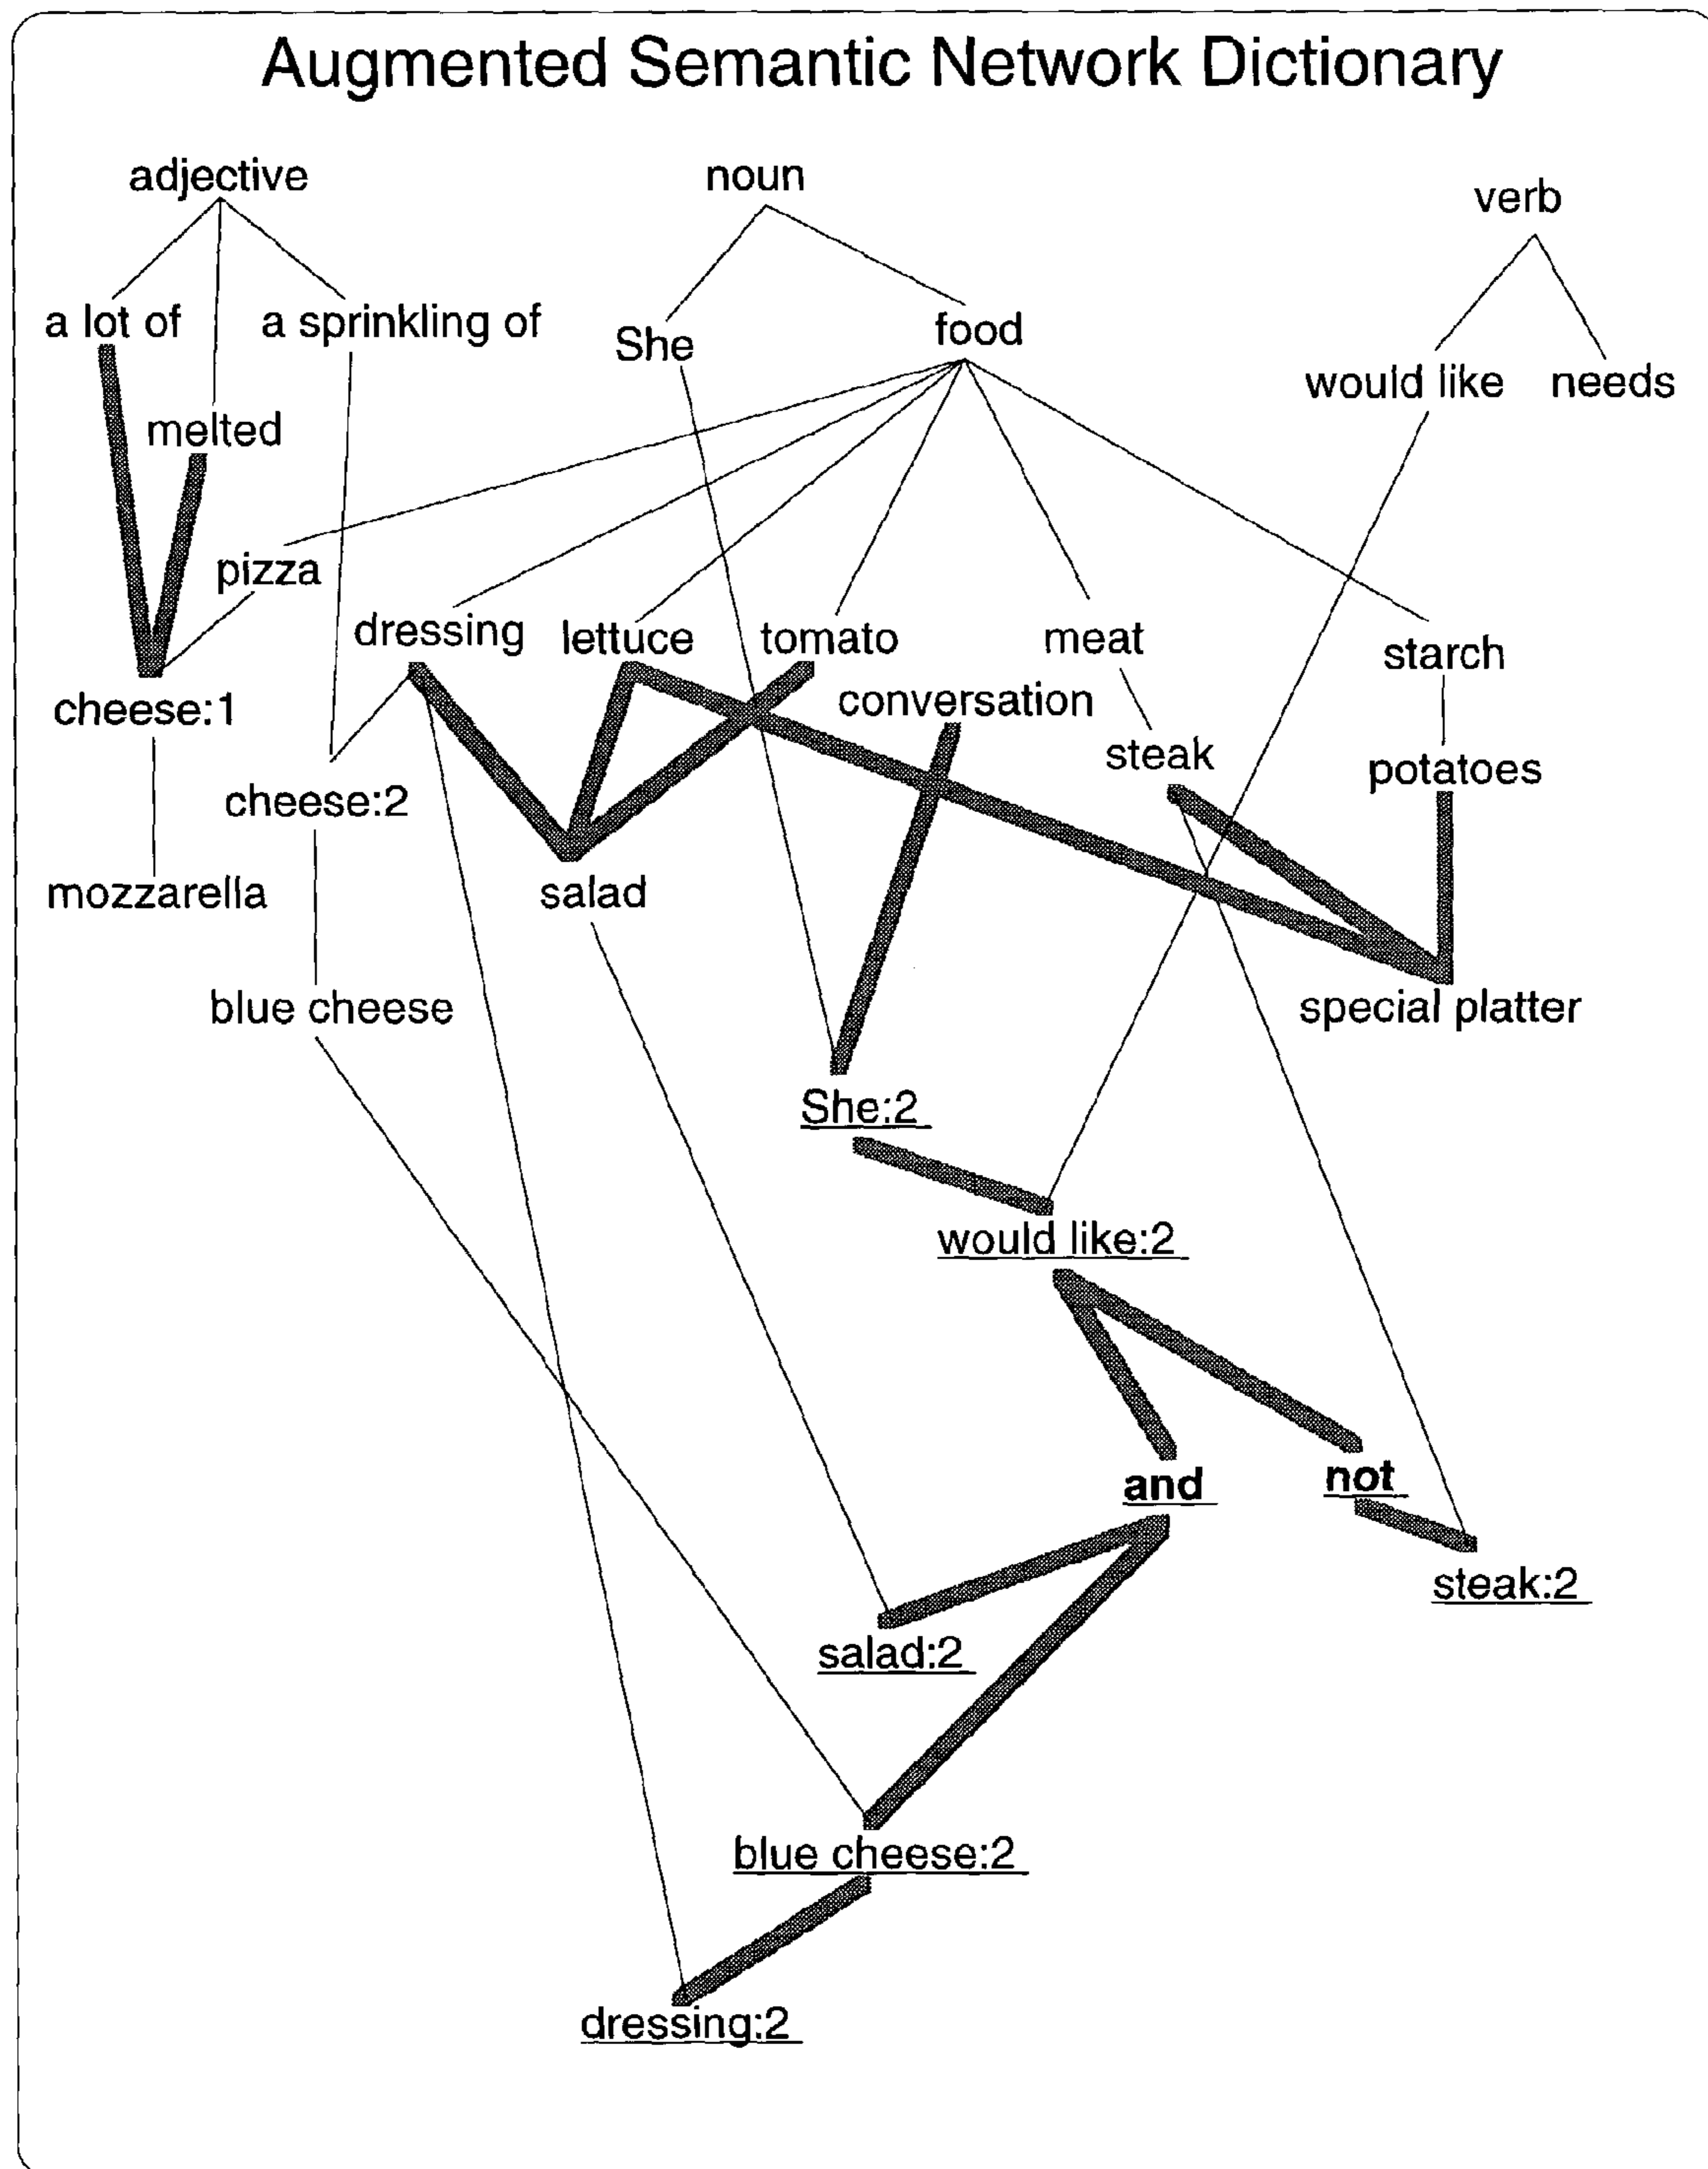 Augmented Semantic Network Dictionary
adjective
noun
verb
a lot of
a sprinkling of
She
food
would like
needs
melted
pizza
dressing
lettuce
tomato
meat
starch
cheese:1
conversation
steak
potatoes
cheese:2
mozzarella
salad
blue cheese
special platter
She:2
would like:2
and
not
steak:2
salad:2
blue cheese:2
dressing:2